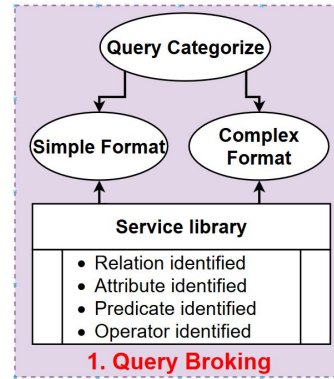 Query Categorize
Simple Format
Complex
Format
Service library
• Relation identified
• Attribute identified
• Predicate identified
• Operator identified
1. Query Broking